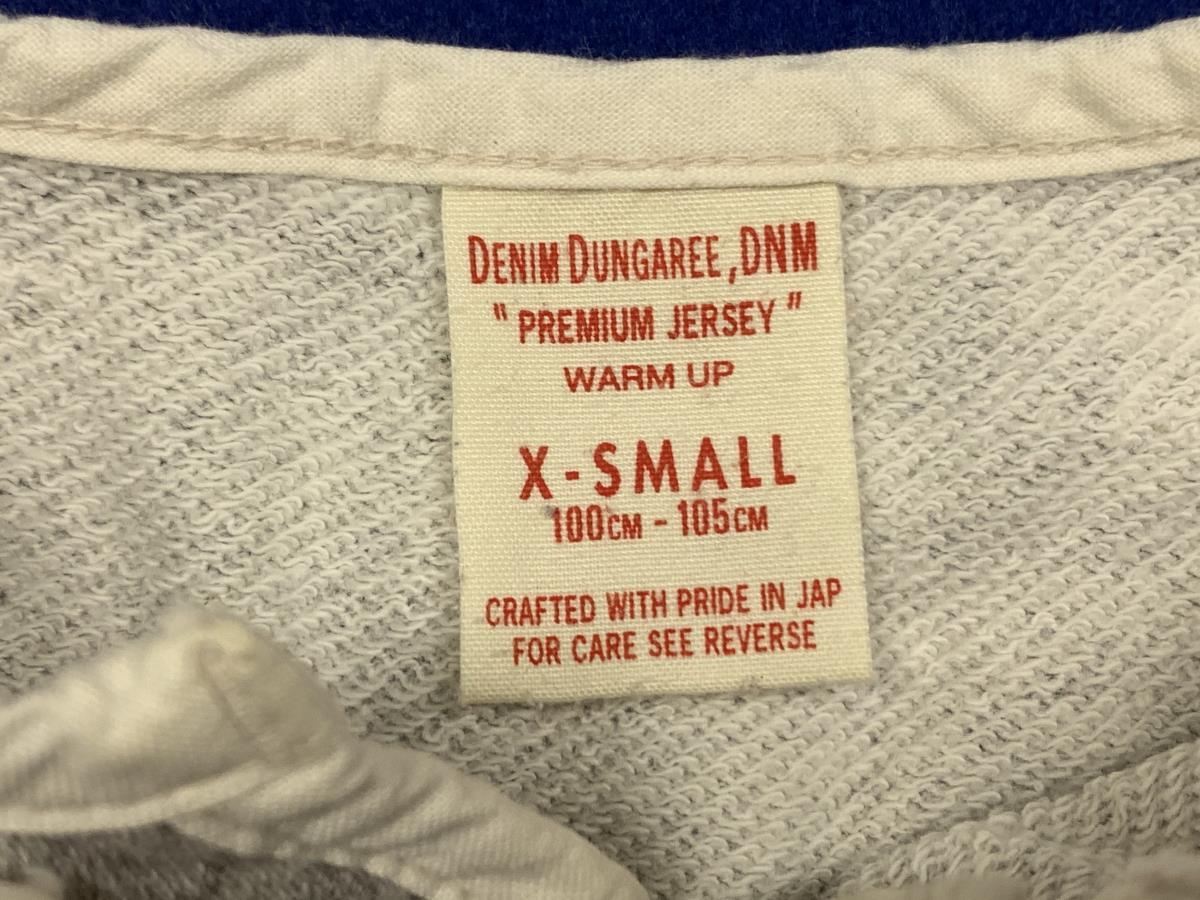 DENIM DUNGAREE, DNM
" PREMIUM JERSEY "
WARM UP
X-SMALL
100CM - 105CM
CRAFTED WITH PRIDE IN JAP
FOR CARE SEE REVERSE